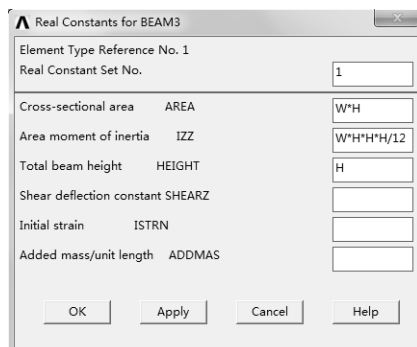 Real Constants for BEAM3
Element Type Reference No. 1
Real Constant Set No. 1
Cross-sectional area AREA W*H
Area moment of inertia IZZ W*H*H*H/12
Total beam height HEIGHT H
Shear deflection constant SHEARZ
Initial strain ISTRN
Added mass/unit length ADDMAS
OK Apply Cancel Help